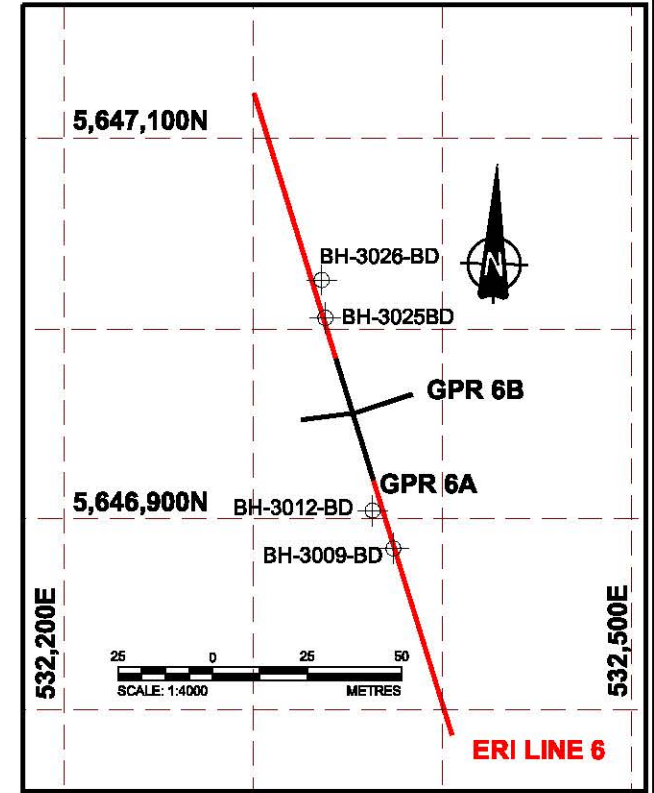 5,647,100N
BH-3026-BD
N
BH-3025BD
GPR 6B
GPR 6A
5,646,900N
BH-3012-BD
BH-3009-BD
532,200E
532,500E
25 0 25 50
SCALE: 1:4000 METRES
ERI LINE 6